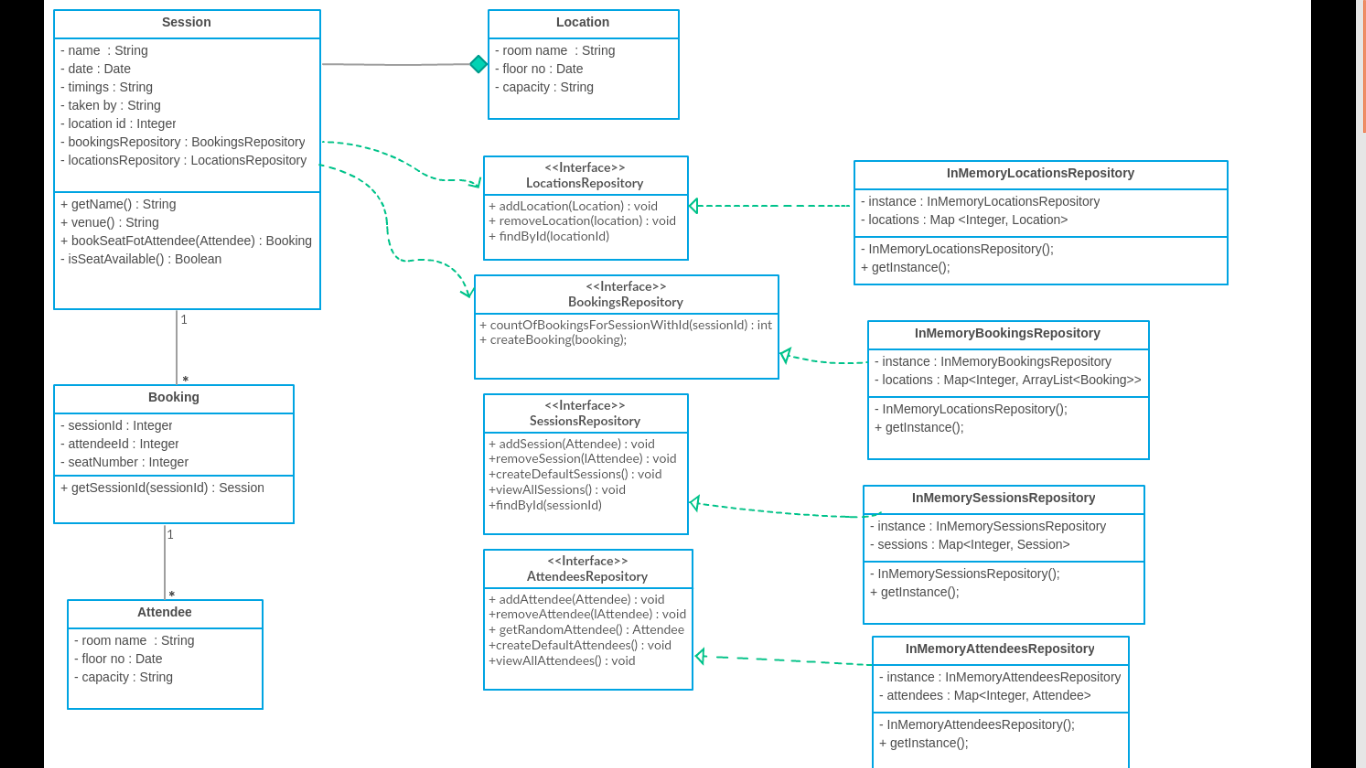 Session
- name  : String
- date : Date
- timings : String
- taken by : String
- location id : Integer
- bookingsRepository : BookingsRepository
- locationsRepository : LocationsRepository
+ getName() : String
+ venue() : String
+ bookSeatFotAttendee(Attendee) : Booking
- isSeatAvailable() : Boolean
1
*
Booking
- sessionId : Integer
- attendeeId : Integer
- seatNumber : Integer
+ getSessionId(sessionId) : Session
1
*
Attendee
- room name  : String
- floor no : Date
- capacity : String
Location
- room name  : String
- floor no : Date
- capacity : String
<<Interface>>
LocationsRepository
+ addLocation(Location) : void
+ removeLocation(location) : void
+ findById(locationId)
<<Interface>>
BookingsRepository
+ countOfBookingsForSessionWithId(sessionId) : int
+ createBooking(booking);
<<Interface>>
SessionsRepository
+ addSession(Attendee) : void
+removeSession(lAttendee) : void
+createDefaultSessions() : void
+viewAllSessions() : void
+findById(sessionId)
<<Interface>>
AttendeesRepository
+ addAttendee(Attendee) : void
+removeAttendee(lAttendee) : void
+ getRandomAttendee() : Attendee
+createDefaultAttendees() : void
+viewAllAttendees() : void
InMemoryLocationsRepository
- instance : InMemoryLocationsRepository
- locations : Map <Integer, Location>
- InMemoryLocationsRepository();
+ getInstance();
InMemoryBookingsRepository
- instance : InMemoryBookingsRepository
- locations : Map<Integer, ArrayList<Booking>>
- InMemoryLocationsRepository();
+ getInstance();
InMemorySessionsRepository
- instance : InMemorySessionsRepository
- sessions : Map<Integer, Session>
- InMemorySessionsRepository();
+ getInstance();
InMemoryAttendeesRepository
- instance : InMemoryAttendeesRepository
- attendees : Map<Integer, Attendee>
- InMemoryAttendeesRepository();
+ getInstance();